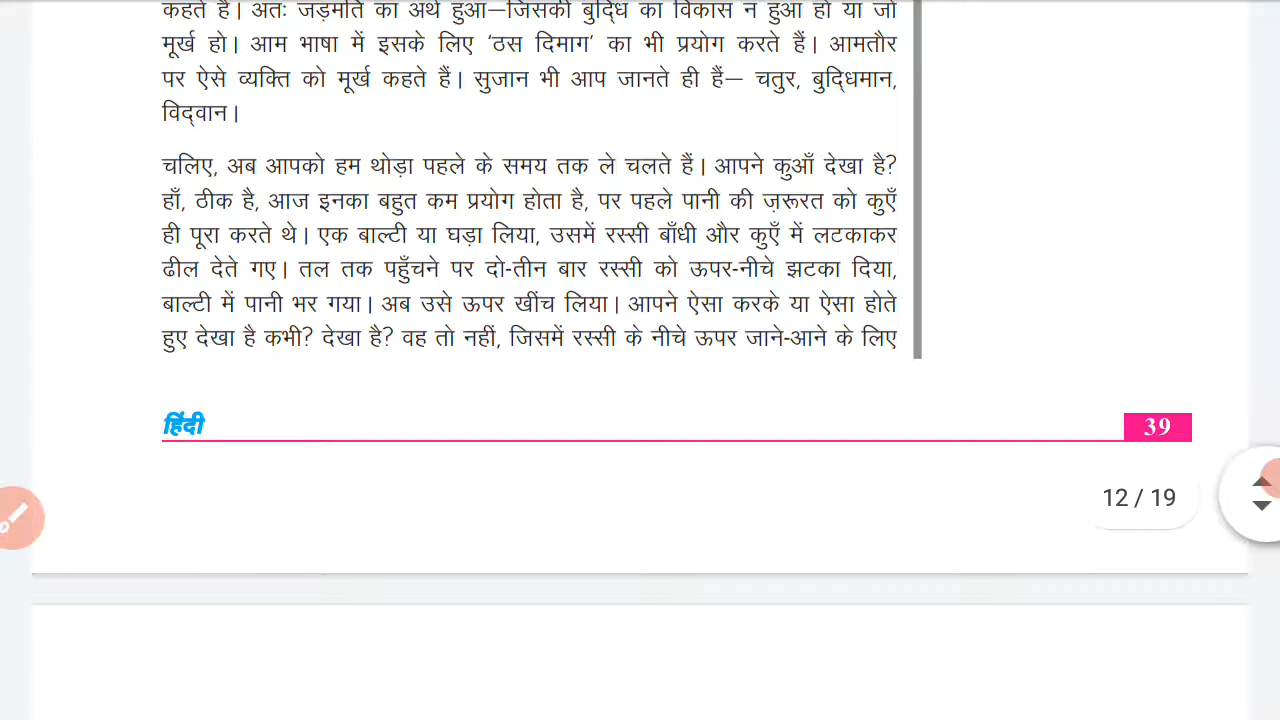 कहते हैं। अतः जड़मति का अर्थ हुआ—जिसकी बुद्धि का विकास न हुआ हो या जो
मूर्ख हो। आम भाषा में इसके लिए ‘ठस दिमाग’ का भी प्रयोग करते हैं। आमतौर
पर ऐसे व्यक्ति को मूर्ख कहते हैं। सुजान भी आप जानते ही हैं— चतुर, बुद्धिमान,
विद्वान।
चलिए, अब आपको हम थोड़ा पहले के समय तक ले चलते हैं। आपने कुआँ देखा है?
हाँ, ठीक है, आज इनका बहुत कम प्रयोग होता है, पर पहले पानी की ज़रूरत को कुएँ
ही पूरा करते थे। एक बाल्टी या घड़ा लिया, उसमें रस्सी बाँधी और कुएँ में लटकाकर
ढील देते गए। तल तक पहुँचने पर दो-तीन बार रस्सी को ऊपर-नीचे झटका दिया,
बाल्टी में पानी भर गया। अब उसे ऊपर खींच लिया। आपने ऐसा करके या ऐसा होते
हुए देखा है कभी? देखा है? वह तो नहीं, जिसमें रस्सी के नीचे ऊपर जाने-आने के लिए
हिंदी
39
12 / 19